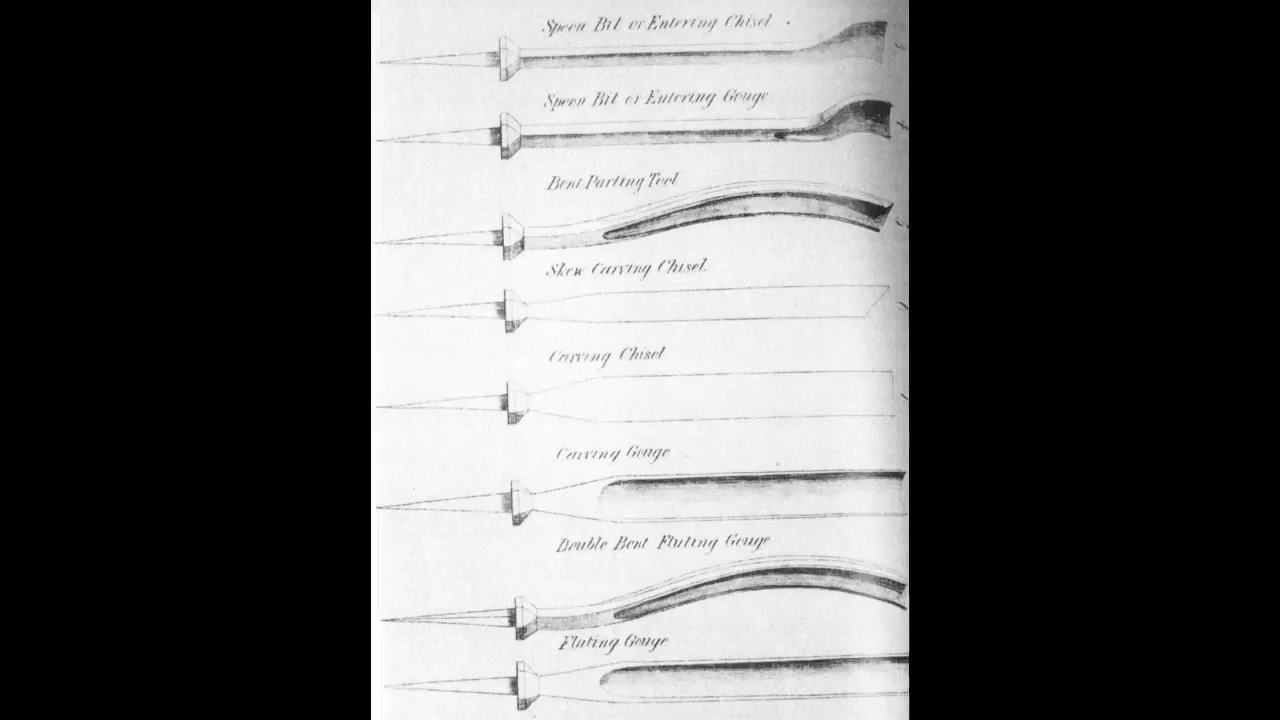 Spoon Bit or Entering Chisel
Spoon Bit or Entering Gouge
Bent Parting Tool
Skew Carving Chisel
Carving Chisel
Carving Gouge
Double Bent Fluting Gouge
Fluting Gouge